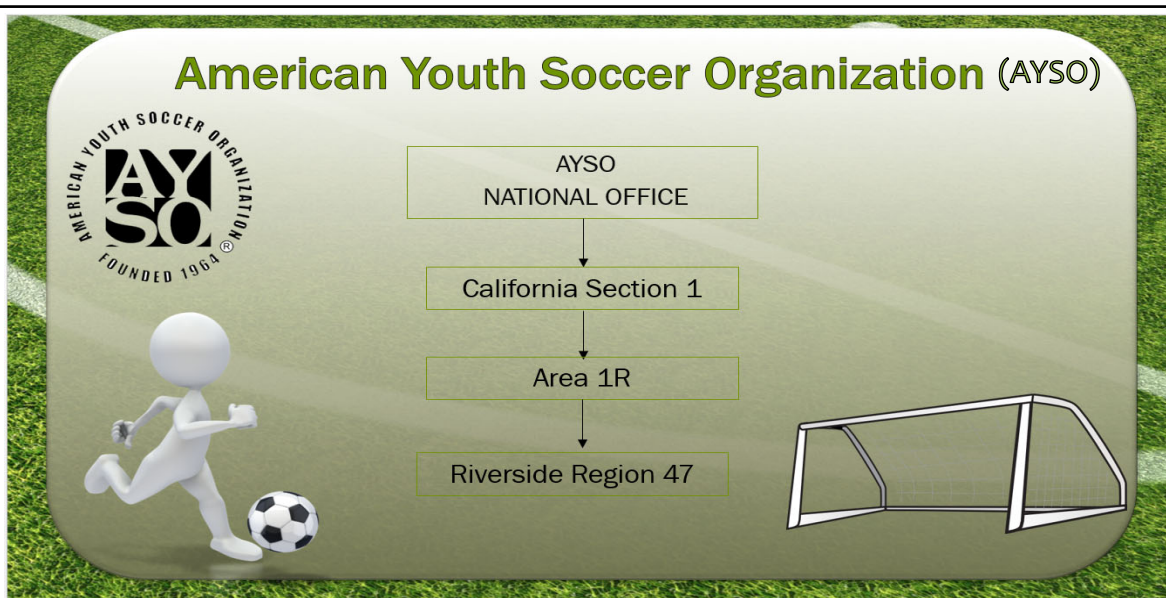 American Youth Soccer Organization (AYSO)
AMERICAN YOUTH SOCCER ORGANIZATION
AY
SO
®
FOUNDED 1964
AYSO
NATIONAL OFFICE
California Section 1
Area 1R
Riverside Region 47